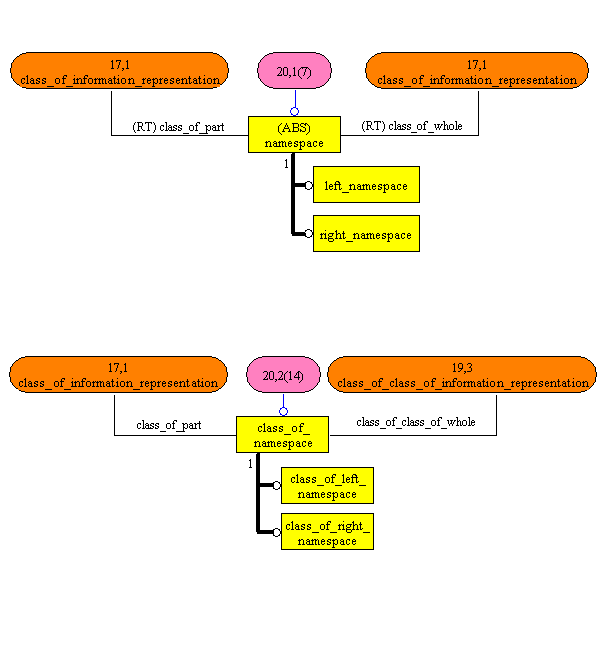 17,1
class_of_information_representation
20,1(7)
17,1
class_of_information_representation
(RT) class_of_part
(ABS)
namespace
(RT) class_of_whole
1
left_namespace
right_namespace
17,1
class_of_information_representation
20,2(14)
19,3
class_of_class_of_information_representation
class_of_part
class_of_
namespace
class_of_class_of_whole
1
class_of_left_
namespace
class_of_right_
namespace